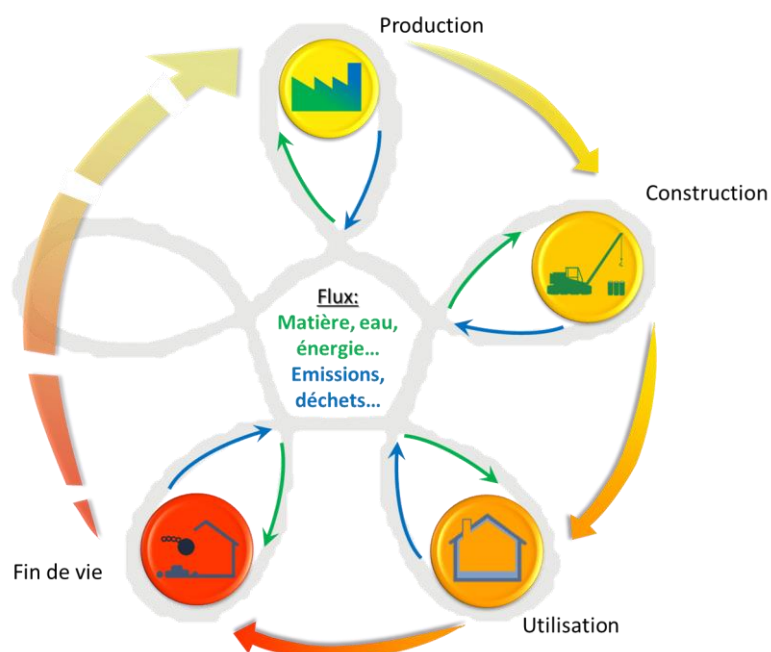 Production
Construction
Flux:
Matière, eau,
énergie…
Emissions,
déchets…
Fin de vie
Utilisation